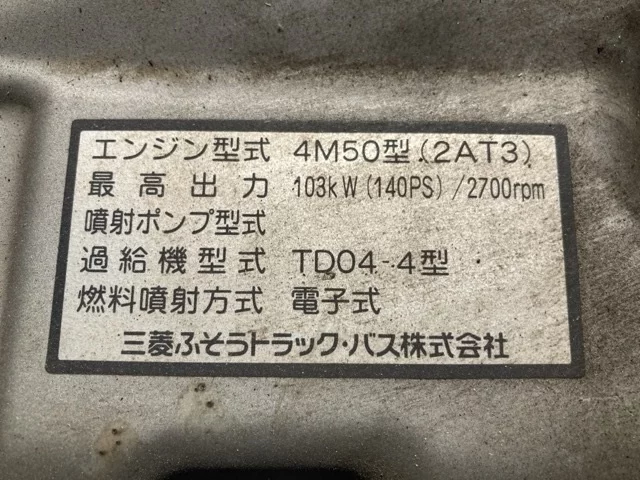 エンジン型式 4M50型(2AT3)
最高出力 103kW(140PS)/2700rpm
噴射ポンプ型式
過給機型式 TD04-4型
燃料噴射方式 電子式
三菱ふそうトラック・バス株式会社